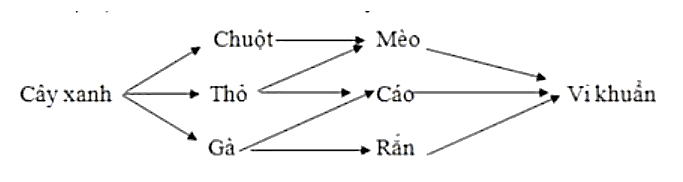 Chuột Mèo
Cây xanh Thỏ Cáo Vi khuẩn
Gà Rắn